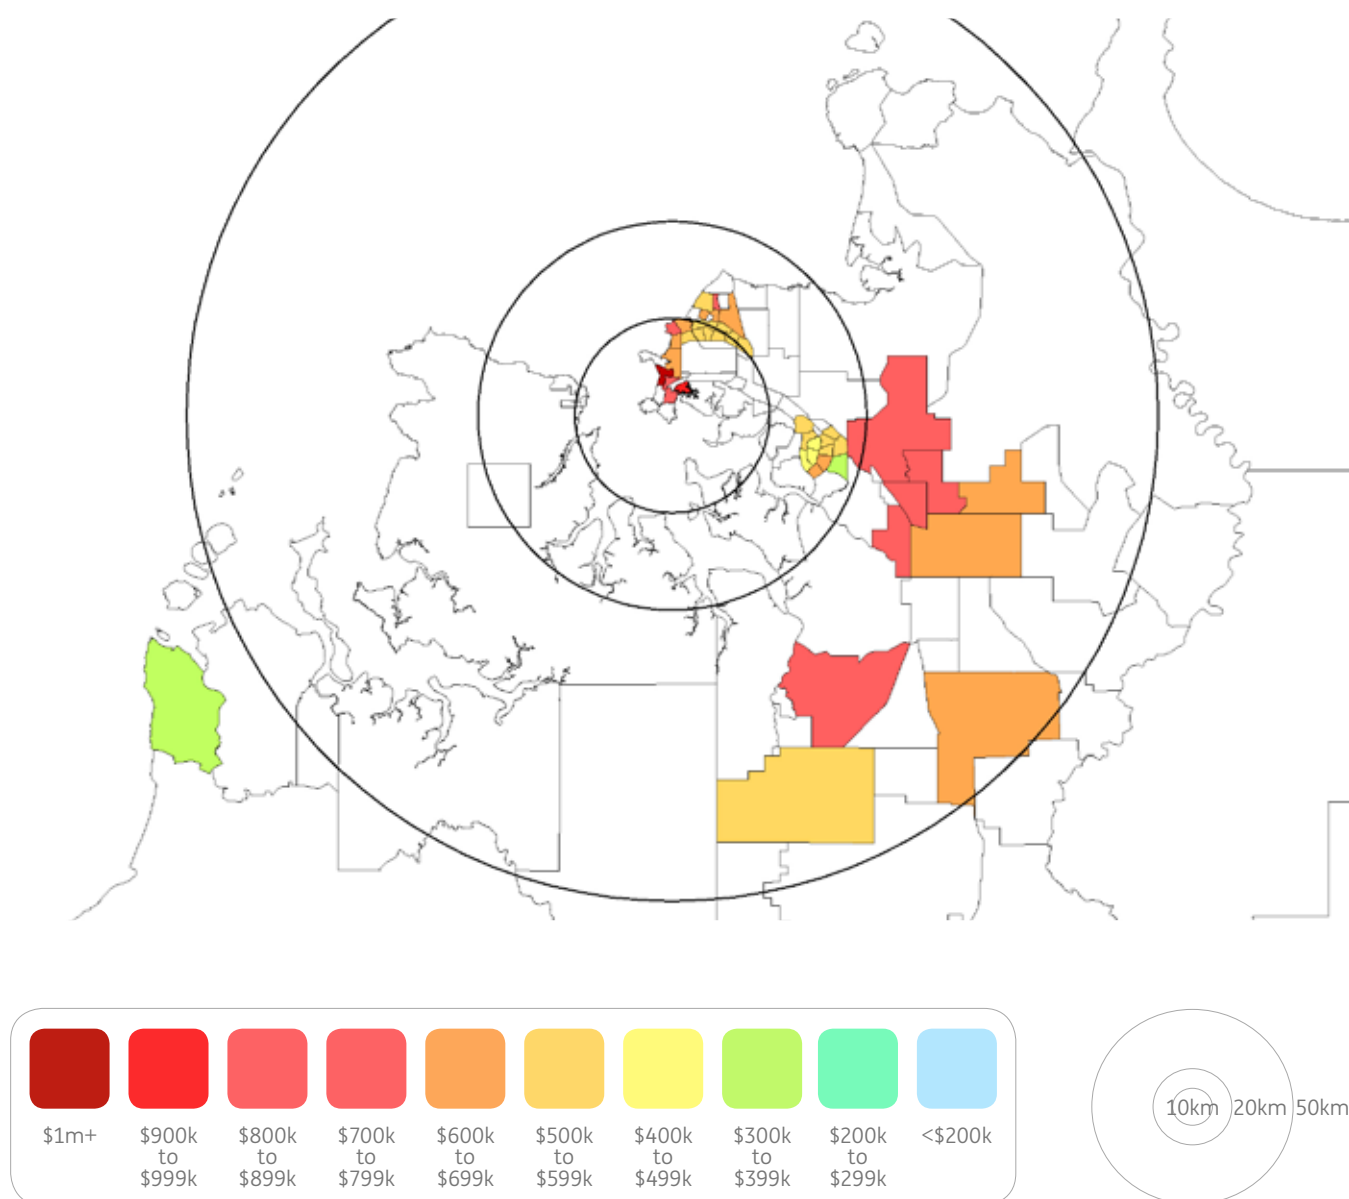 $1m+
$900k
to
$999k
$800k
to
$899k
$700k
to
$799k
$600k
to
$699k
$500k
to
$599k
$400k
to
$499k
$300k
to
$399k
$200k
to
$299k
<$200k
10km 20km 50km